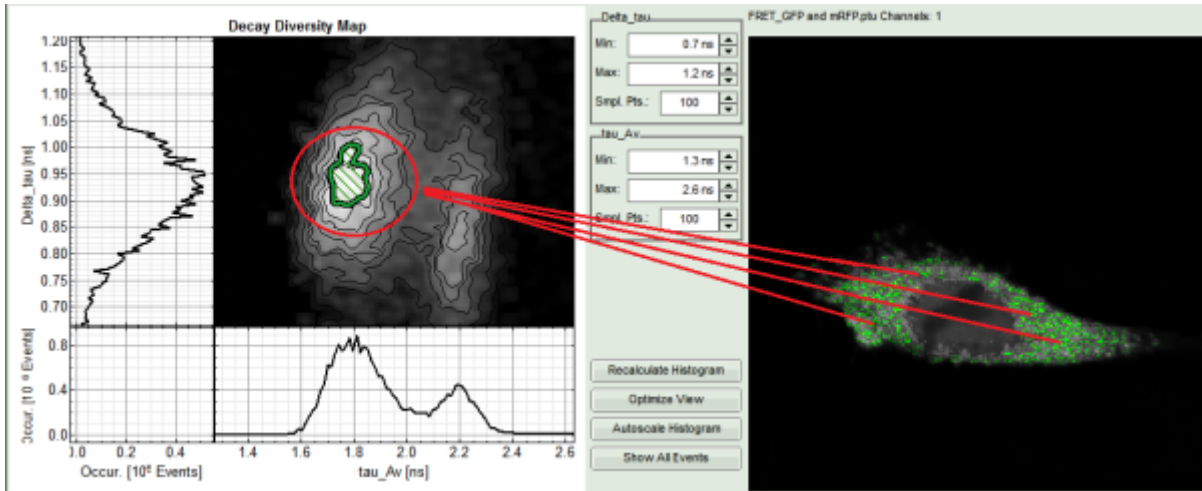 Decay Diversity Map
1.20
1.15
1.10
1.05
1.00
0.95
0.90
0.85
0.80
0.75
0.70
Delta_tau [ns]
0.8
0.4
0.0
0.2
0.4
Occur. [10⁶ Events]
1.4
1.6
1.8
2.0
2.2
2.4
2.6
tau_Av [ns]
Delta_tau
Min: 0.7 ns
Max: 1.2 ns
Smpl. Pts.: 100
tau_Av
Min: 1.3 ns
Max: 2.6 ns
Smpl. Pts.: 100
Recalculate Histogram
Optimize View
Autoscale Histogram
Show All Events
FRET_GFP and mRFP.ptu Channels: 1